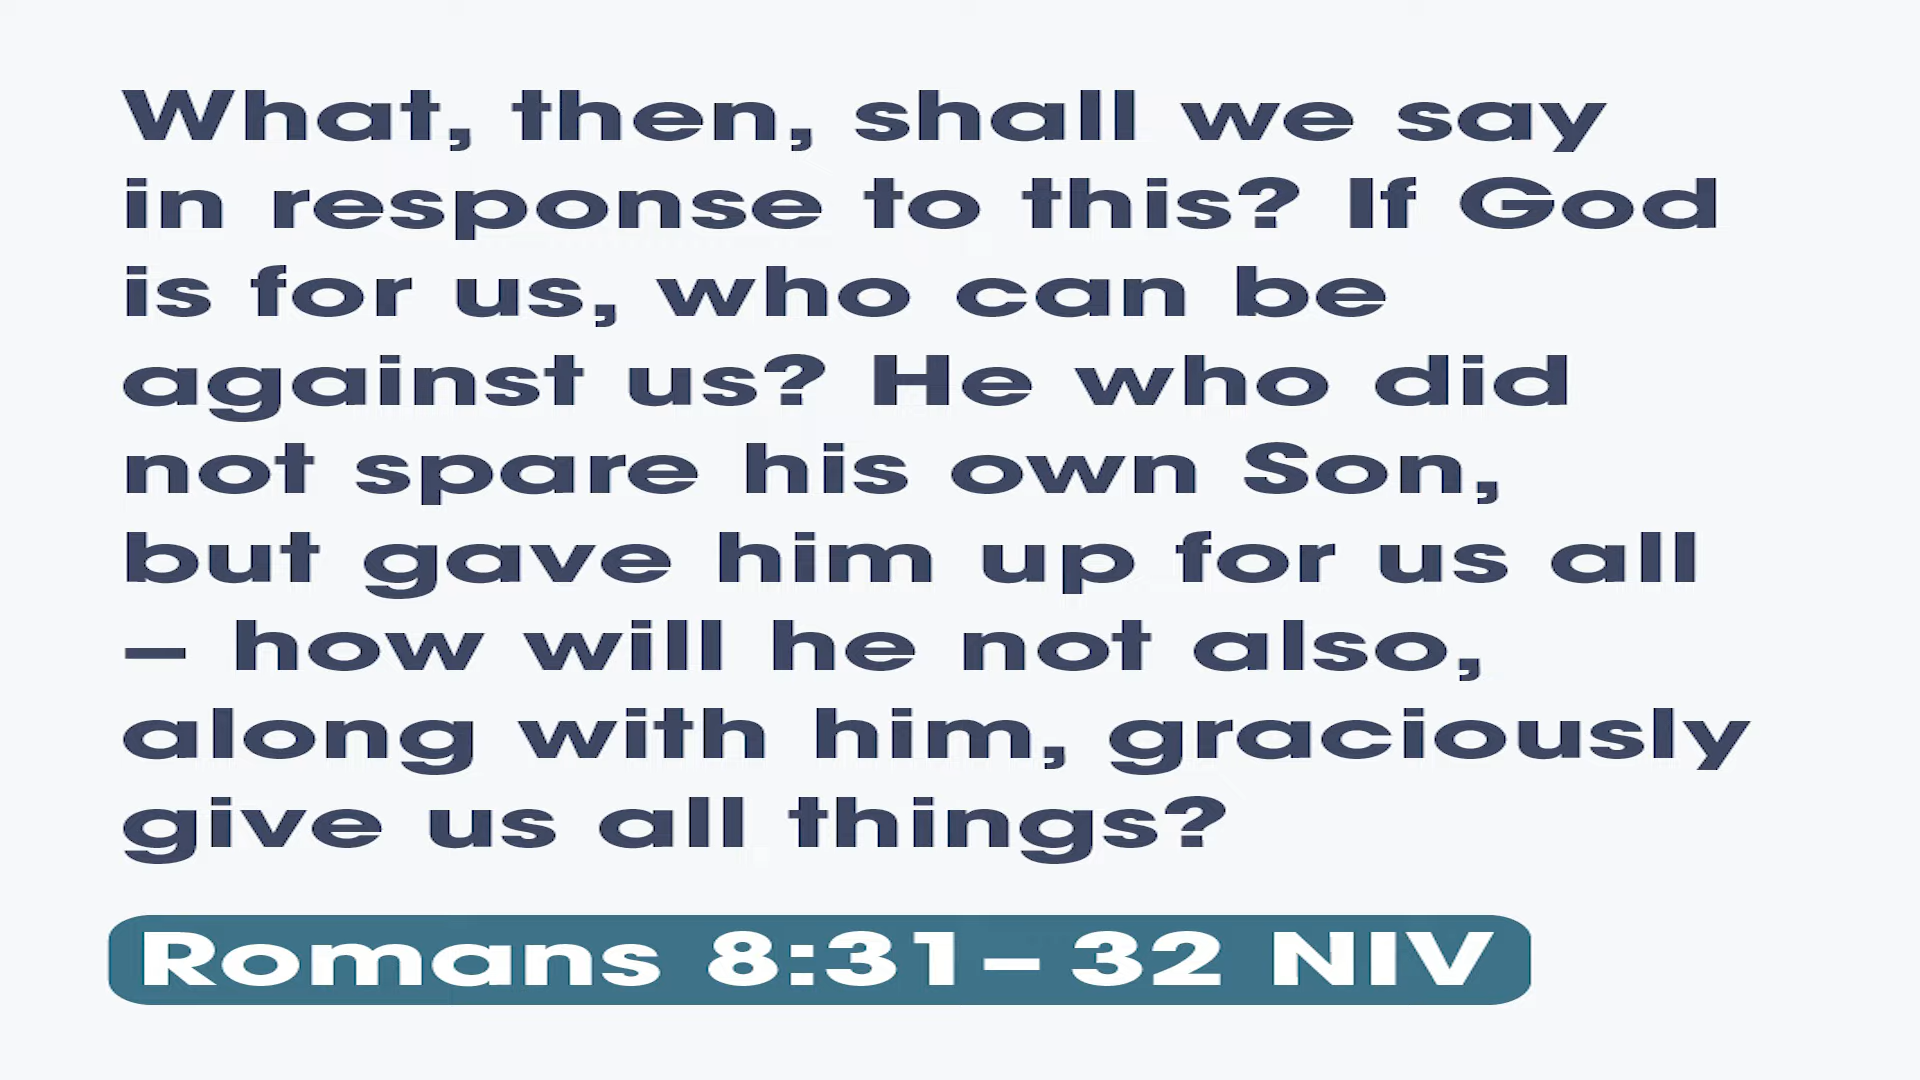 What, then, shall we say
in response to this? If God
is for us, who can be
against us? He who did
not spare his own Son,
but gave him up for us all
– how will he not also,
along with him, graciously
give us all things?
Romans 8:31–32 NIV